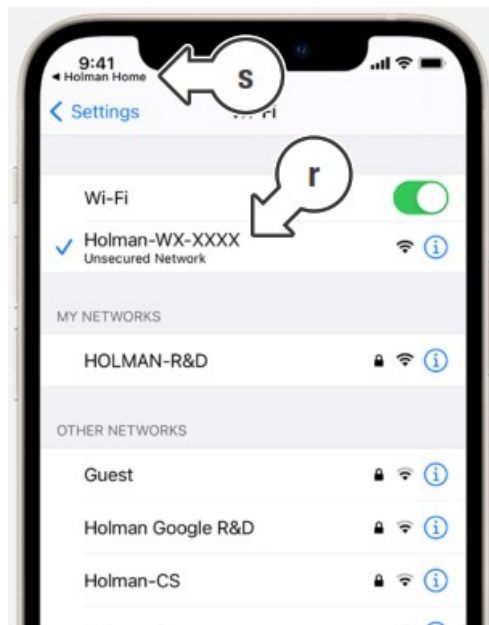 9:41
◀ Holman Home
s
Settings
r
Wi-Fi
Holman-WX-XXXX
Unsecured Network
MY NETWORKS
HOLMAN-R&D
OTHER NETWORKS
Guest
Holman Google R&D
Holman-CS